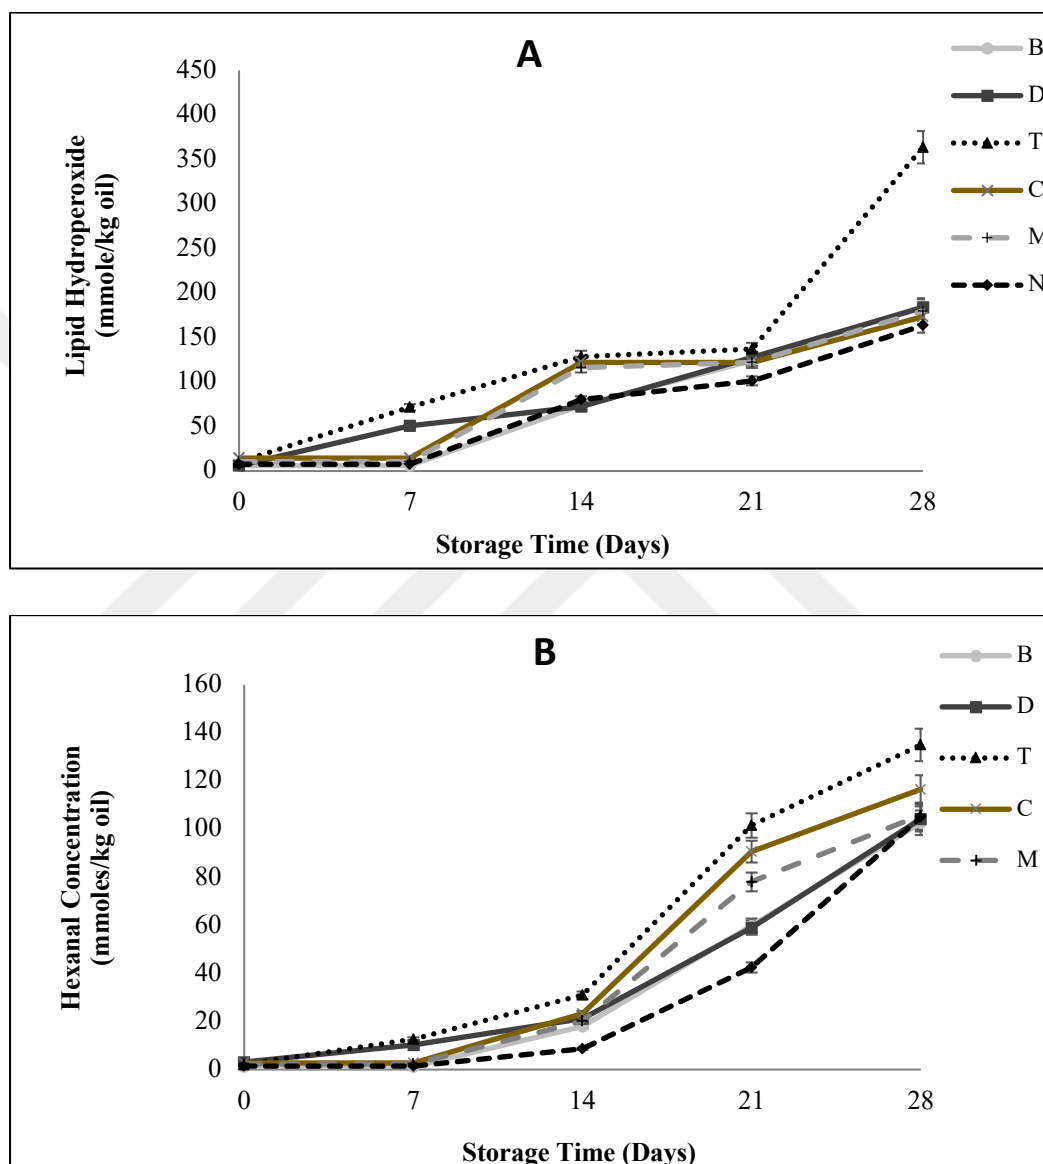 A
450
400
350
300
250
200
150
100
50
0
Lipid Hydroperoxide
(mmole/kg oil)
0 7 14 21 28
Storage Time (Days)
B
D
T
C
M
N
B
160
140
120
100
80
60
40
20
0
Hexanal Concentration
(mmoles/kg oil)
0 7 14 21 28
Storage Time (Days)
B
D
T
C
M